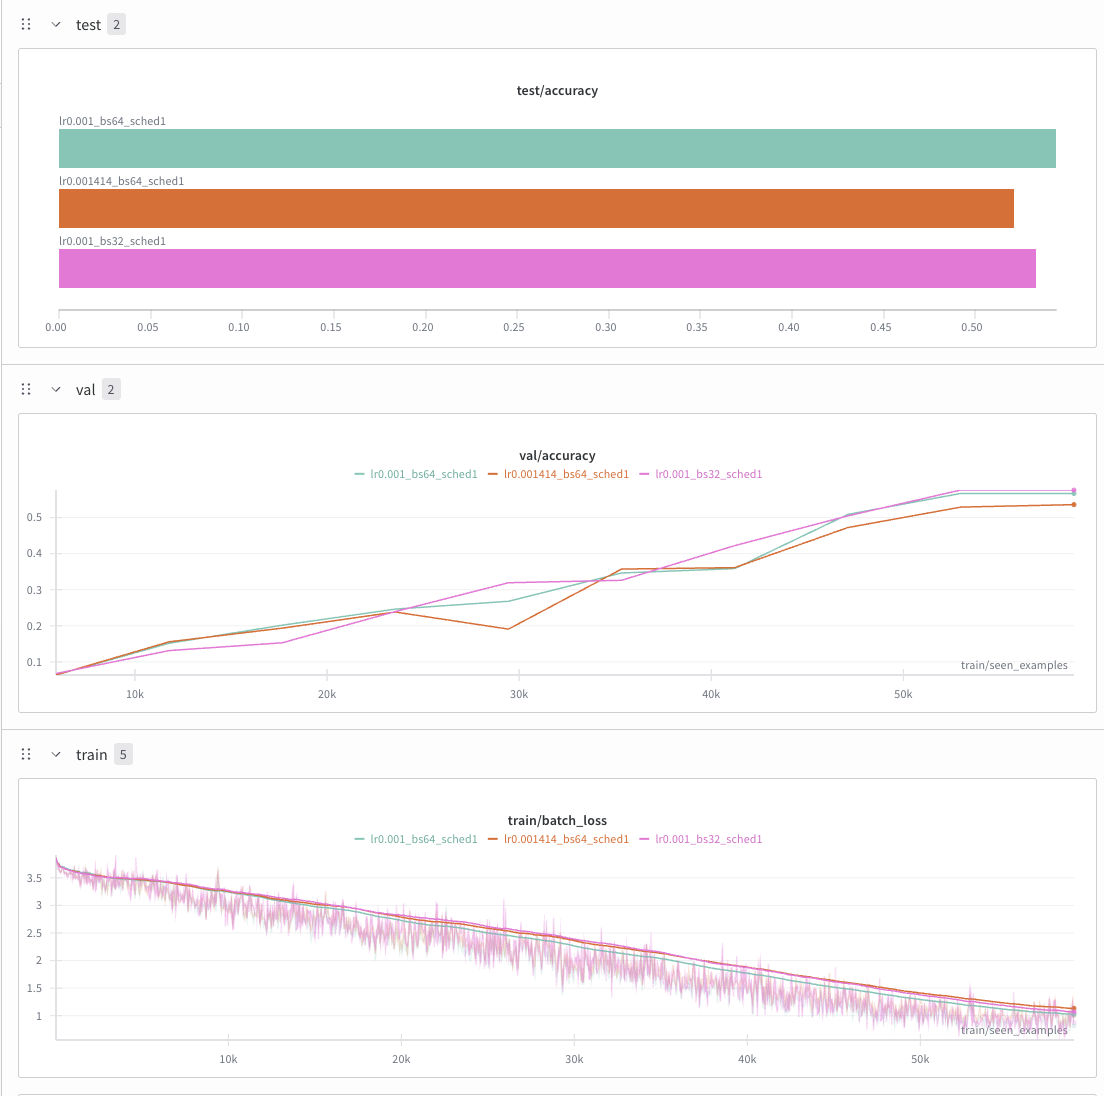 test 2
test/accuracy
lr0.001_bs64_sched1
lr0.001414_bs64_sched1
lr0.001_bs32_sched1
0.00 0.05 0.10 0.15 0.20 0.25 0.30 0.35 0.40 0.45 0.50
val 2
val/accuracy
lr0.001_bs64_sched1 lr0.001414_bs64_sched1 lr0.001_bs32_sched1
0.5
0.4
0.3
0.2
0.1
train/seen_examples
10k 20k 30k 40k 50k
train 5
train/batch_loss
lr0.001_bs64_sched1 lr0.001414_bs64_sched1 lr0.001_bs32_sched1
3.5
3
2.5
2
1.5
1
train/seen_examples
10k 20k 30k 40k 50k